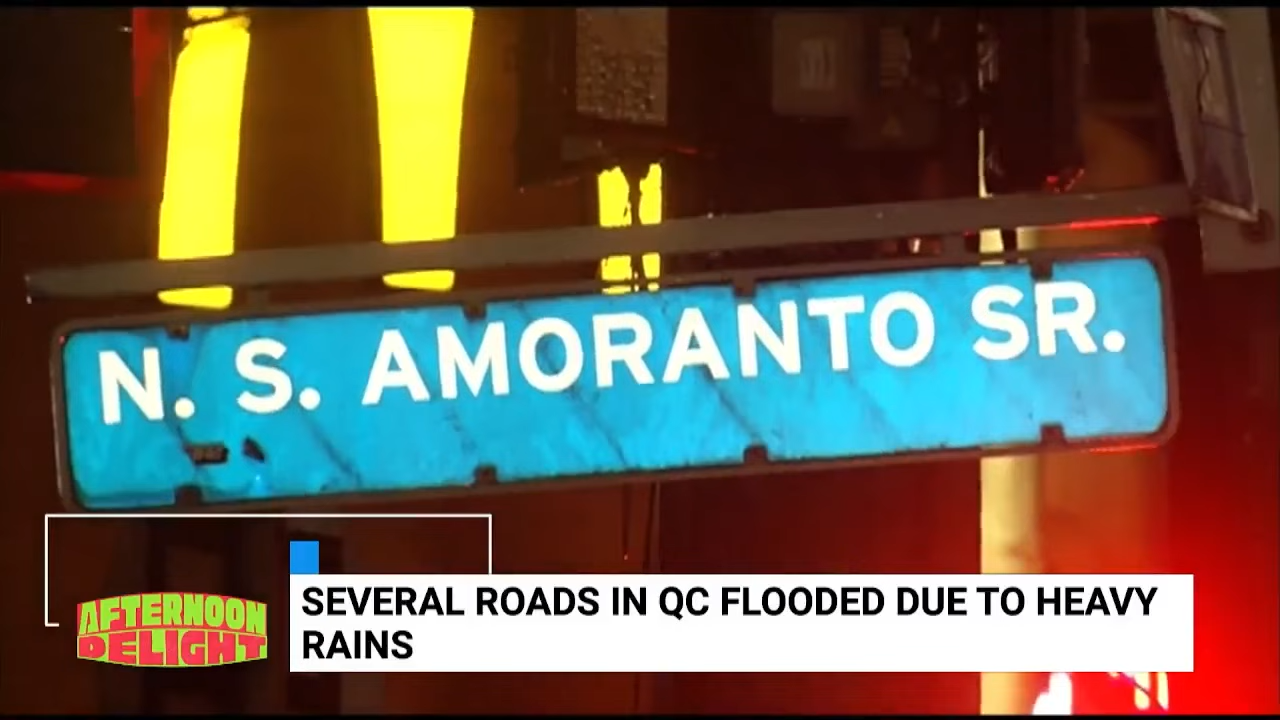 N. S. AMORANTO SR.
SEVERAL ROADS IN QC FLOODED DUE TO HEAVY
RAINS
AFTERNOON
DELIGHT